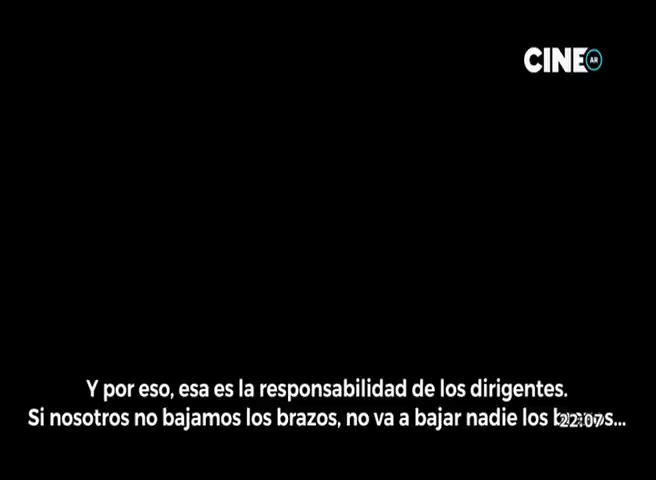 CINE AR
Y por eso, esa es la responsabilidad de los dirigentes.
Si nosotros no bajamos los brazos, no va a bajar nadie los
22:07